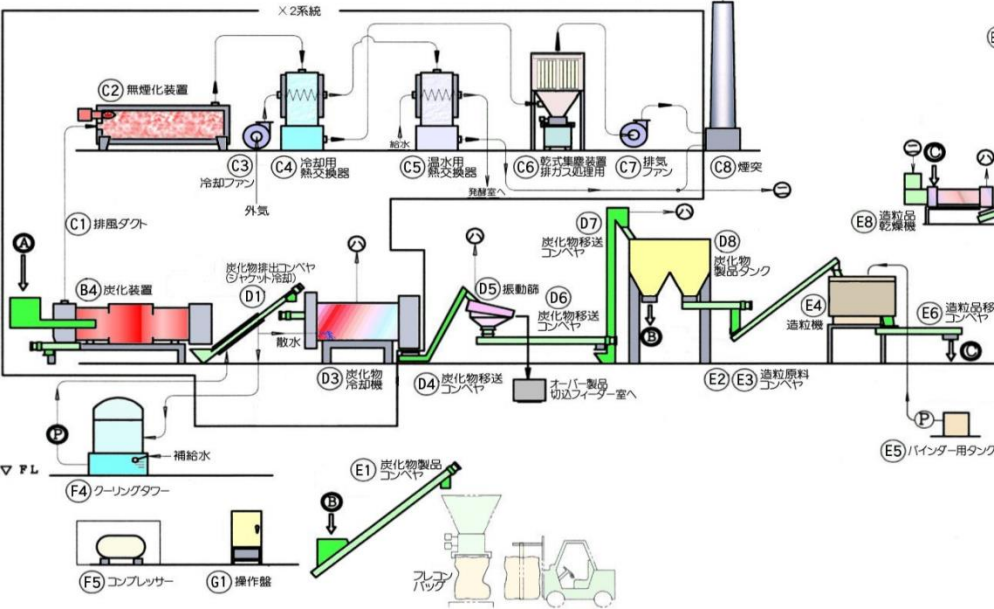 ×2系統
C2 無煙化装置
C3
冷却ファン
外気
C4 冷却用
熱交換器
給水
C5 温水用
熱交換器
発酵室へ
C6 乾式集塵装置
排ガス処理用
C7 排気
ファン
C8 煙突
㊁
㊁
C
ハ
E8 造粒品
乾燥機
C1 排風ダクト
A
B4 炭化装置
炭化物排出コンベヤ
(ジャケット冷却)
D1
ハ
散水
D3 炭化物
冷却機
D4 炭化物移送
コンベヤ
ハ
D5 振動篩
D6
炭化物移送
コンベヤ
オーバー製品
切込フィーダー室へ
D7
炭化物移送
コンベヤ
ハ
D8
炭化物
製品タンク
B
E2 E3 造粒原料
コンベヤ
E4
造粒機
E6 造粒品移
コンベヤ
C
P
E5 バインダー用タンク
P
補給水
▽ FL
F4 クーリングタワー
F5 コンプレッサー
G1 操作盤
E1 炭化物製品
コンベヤ
B
フレコン
バッグ